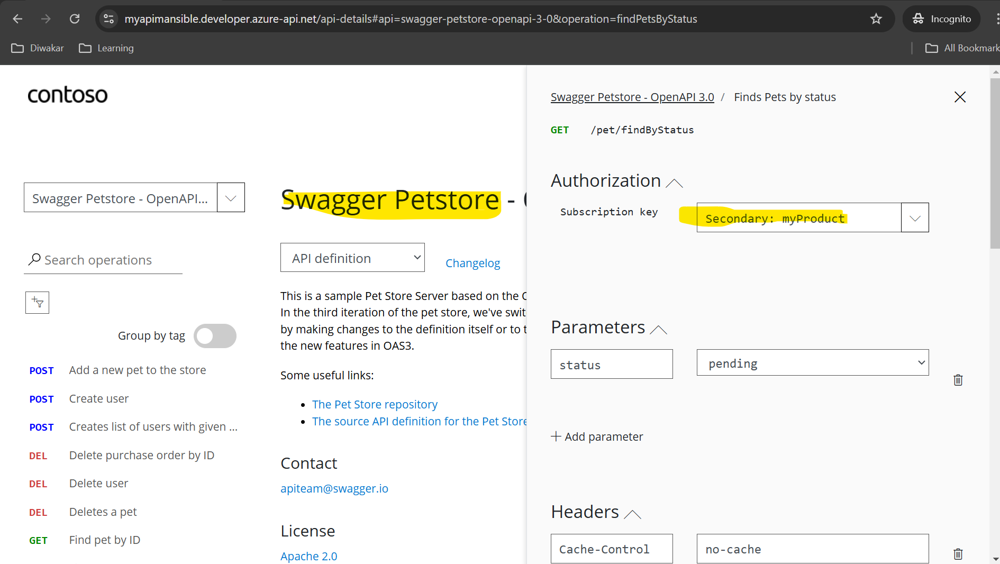 myapimansible.developer.azure-api.net/api-details#api=swagger-petstore-openapi-3-0&operation=findPetsByStatus
Incognito
Diwakar
Learning
All Bookmark
contoso
Swagger Petstore - OpenAPI...
Search operations
Group by tag
POST Add a new pet to the store
POST Create user
POST Creates list of users with given ...
DEL Delete purchase order by ID
DEL Delete user
DEL Deletes a pet
GET Find pet by ID
Swagger Petstore -
API definition
Changelog
This is a sample Pet Store Server based on the
In the third iteration of the pet store, we've swit
by making changes to the definition itself or to t
the new features in OAS3.
Some useful links:
• The Pet Store repository
• The source API definition for the Pet Store
Contact
apiteam@swagger.io
License
Apache 2.0
Swagger Petstore - OpenAPI 3.0 / Finds Pets by status
GET /pet/findByStatus
Authorization
Subscription key
Secondary: myProduct
Parameters
status
pending
+ Add parameter
Headers
Cache-Control
no-cache